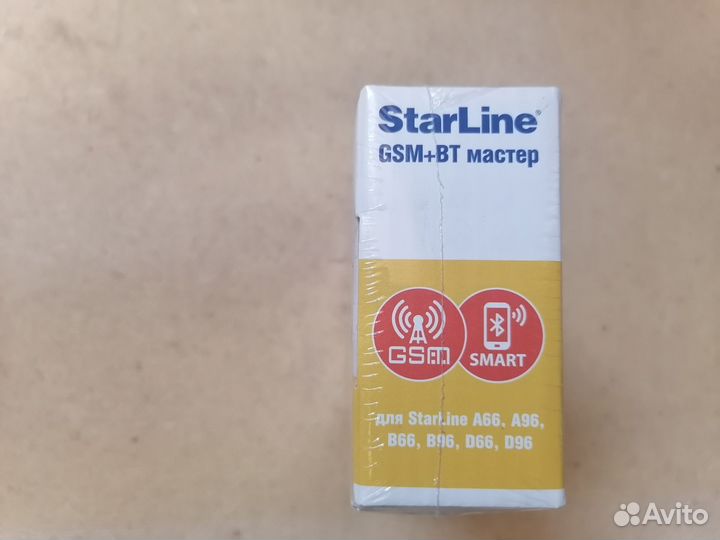 StarLine®
GSM+BT мастер
GSM
SMART
для StarLine A66, A96,
B66, B96, D66, D96
Avito